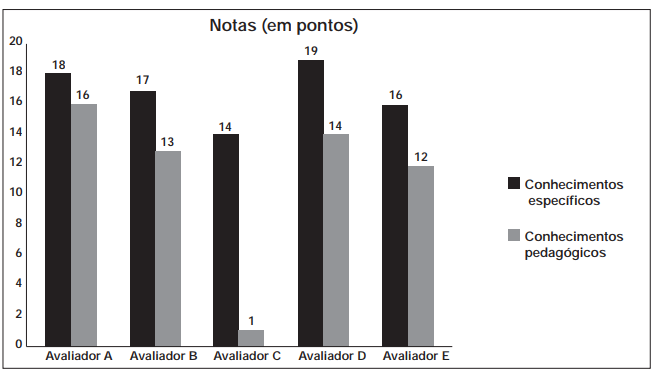 Notas (em pontos)
20
18
16
14
12
10
8
6
4
2
0
18
16
17
13
14
1
19
14
16
12
Avaliador A
Avaliador B
Avaliador C
Avaliador D
Avaliador E
Conhecimentos
específicos
Conhecimentos
pedagógicos